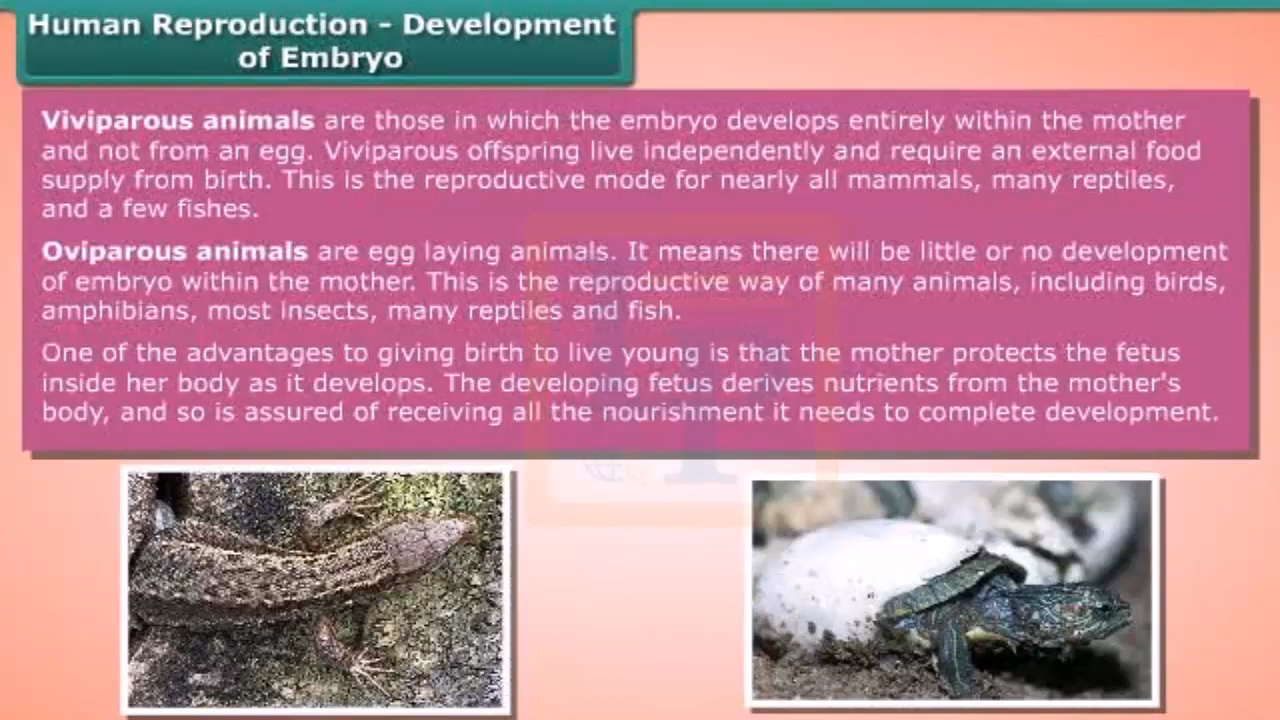 Human Reproduction - Development
of Embryo
Viviparous animals are those in which the embryo develops entirely within the mother
and not from an egg. Viviparous offspring live independently and require an external food
supply from birth. This is the reproductive mode for nearly all mammals, many reptiles,
and a few fishes.
Oviparous animals are egg laying animals. It means there will be little or no development
of embryo within the mother. This is the reproductive way of many animals, including birds,
amphibians, most insects, many reptiles and fish.
One of the advantages to giving birth to live young is that the mother protects the fetus
inside her body as it develops. The developing fetus derives nutrients from the mother's
body, and so is assured of receiving all the nourishment it needs to complete development.